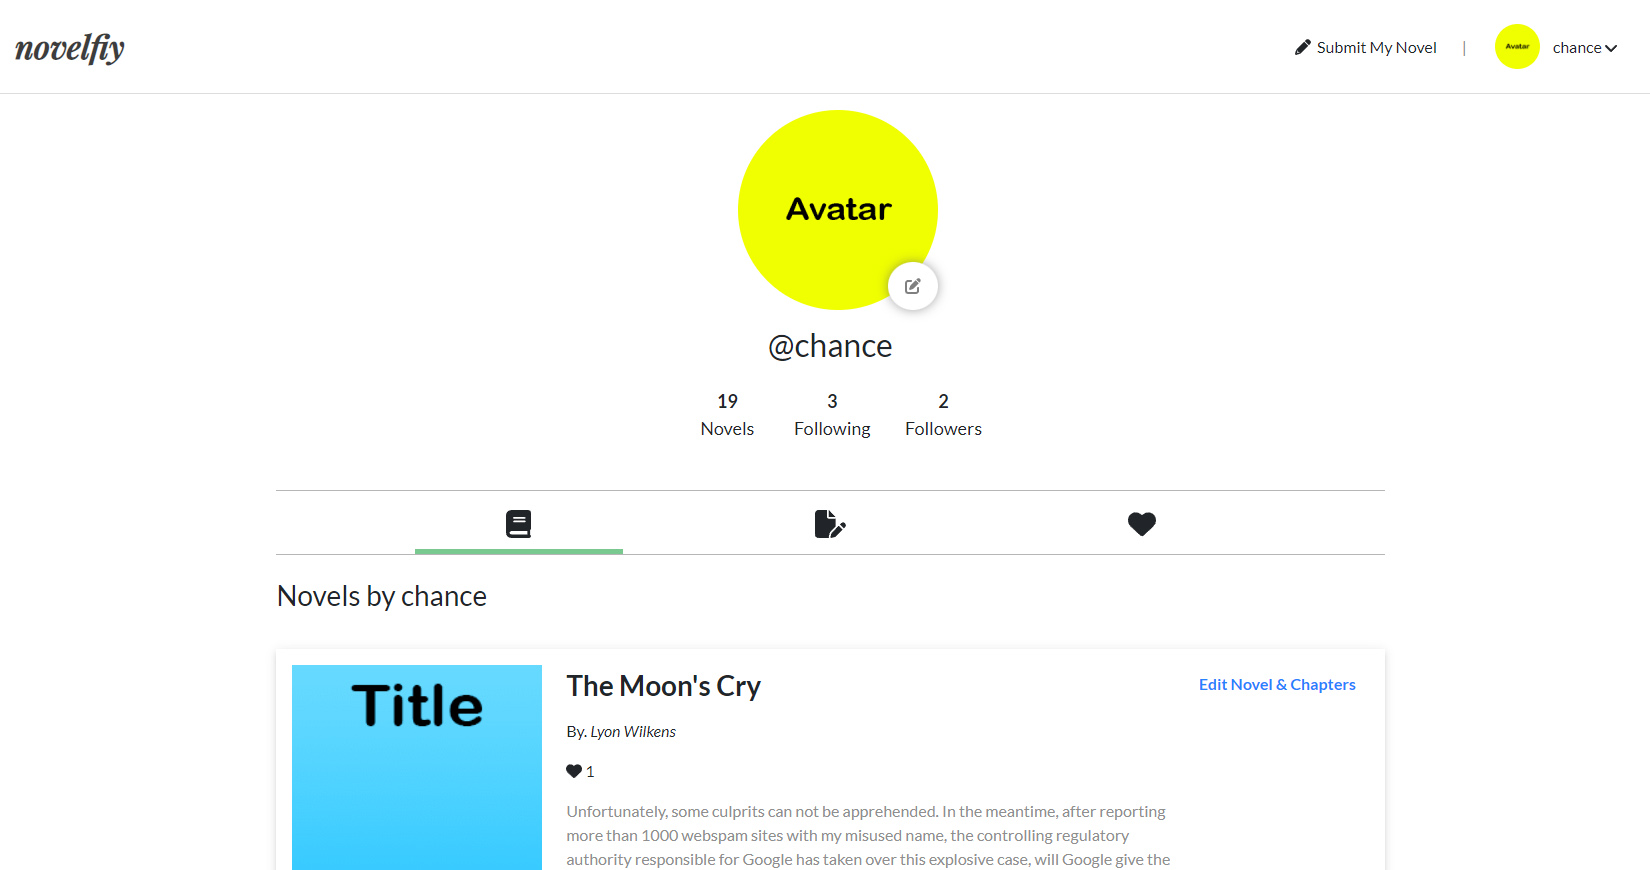 novelfiy
Submit My Novel | Avatar chance
Avatar
@chance
19 3 2
Novels Following Followers
Novels by chance
Title
The Moon's Cry
Edit Novel & Chapters
By. Lyon Wilkens
1
Unfortunately, some culprits can not be apprehended. In the meantime, after reporting
more than 1000 webspam sites with my misused name, the controlling regulatory
authority responsible for Google has taken over this explosive case, will Google give the